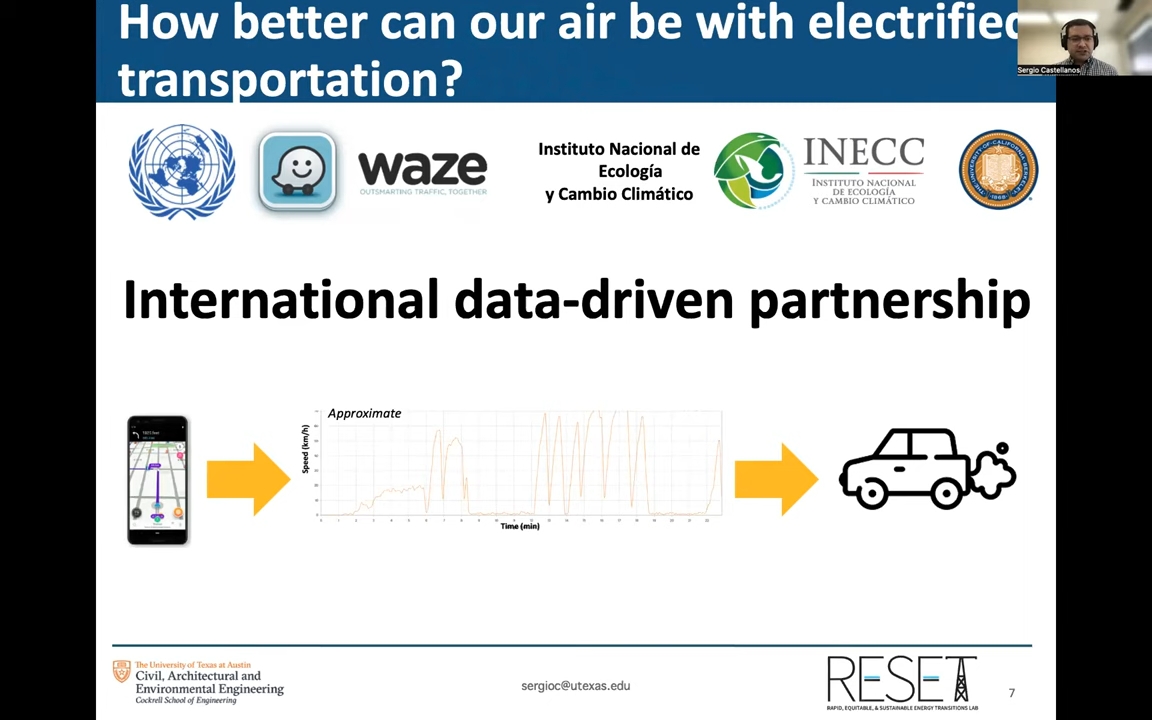 How better can our air be with electrified
transportation?
Sergio Castellanos
waze
OUTSMARTING TRAFFIC, TOGETHER
Instituto Nacional de
Ecología
y Cambio Climático
INECC
INSTITUTO NACIONAL
DE ECOLOGÍA
Y CAMBIO CLIMÁTICO
International data-driven partnership
Approximate
Speed (km/h)
Time (min)
The University of Texas at Austin
Civil, Architectural and
Environmental Engineering
Cockrell School of Engineering
sergioc@utexas.edu
RESET
RAPID, EQUITABLE, & SUSTAINABLE ENERGY TRANSITIONS LAB
7